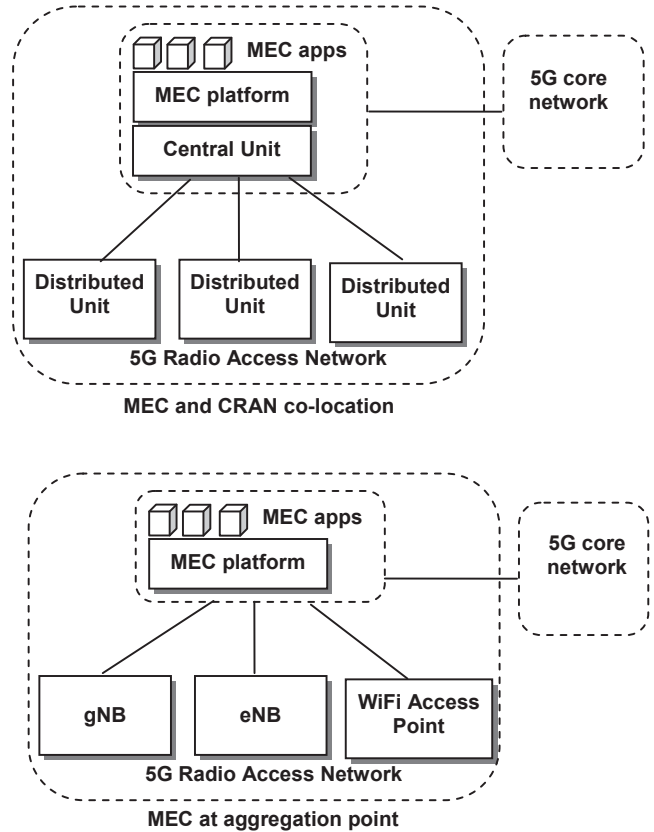 MEC apps
MEC platform
Central Unit
5G core
network
Distributed
Unit
Distributed
Unit
Distributed
Unit
5G Radio Access Network
MEC and CRAN co-location
MEC apps
MEC platform
5G core
network
gNB
eNB
WiFi Access
Point
5G Radio Access Network
MEC at aggregation point